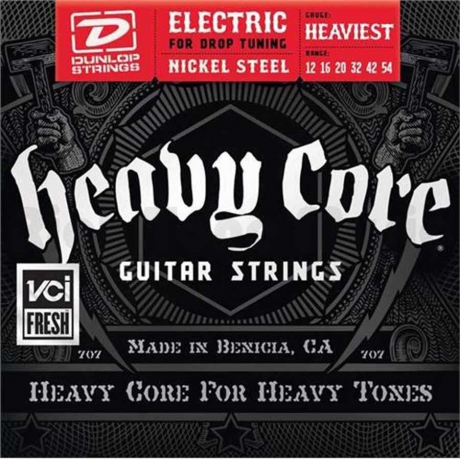 DUNLOP
STRINGS
ELECTRIC
FOR DROP TUNING
NICKEL STEEL
GAUGE:
HEAVIEST
RANGE:
12 16 20 32 42 54
Heavy Core
®
GUITAR STRINGS
vci
FRESH
707
MADE IN BENICIA, CA
707
HEAVY CORE FOR HEAVY TONES